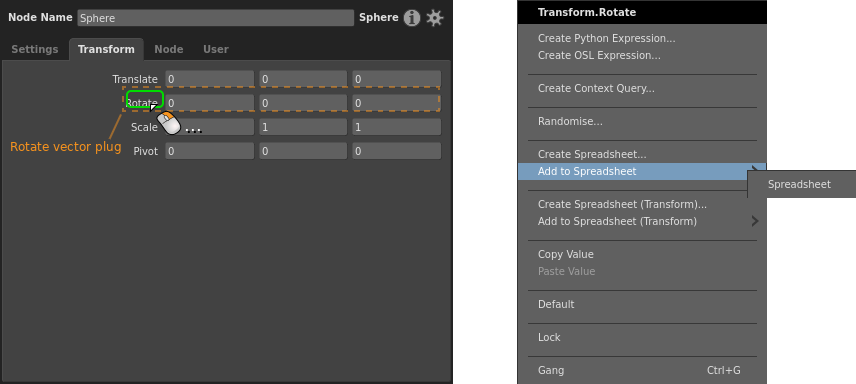 Node Name Sphere Sphere
Settings Transform Node User
Translate 0 0 0
Rotate 0 0 0
Scale ... 1 1
Rotate vector plug
Pivot 0 0 0
Transform.Rotate
Create Python Expression...
Create OSL Expression...
Create Context Query...
Randomise...
Create Spreadsheet...
Add to Spreadsheet
Spreadsheet
Create Spreadsheet (Transform)...
Add to Spreadsheet (Transform)
Copy Value
Paste Value
Default
Lock
Gang Ctrl+G